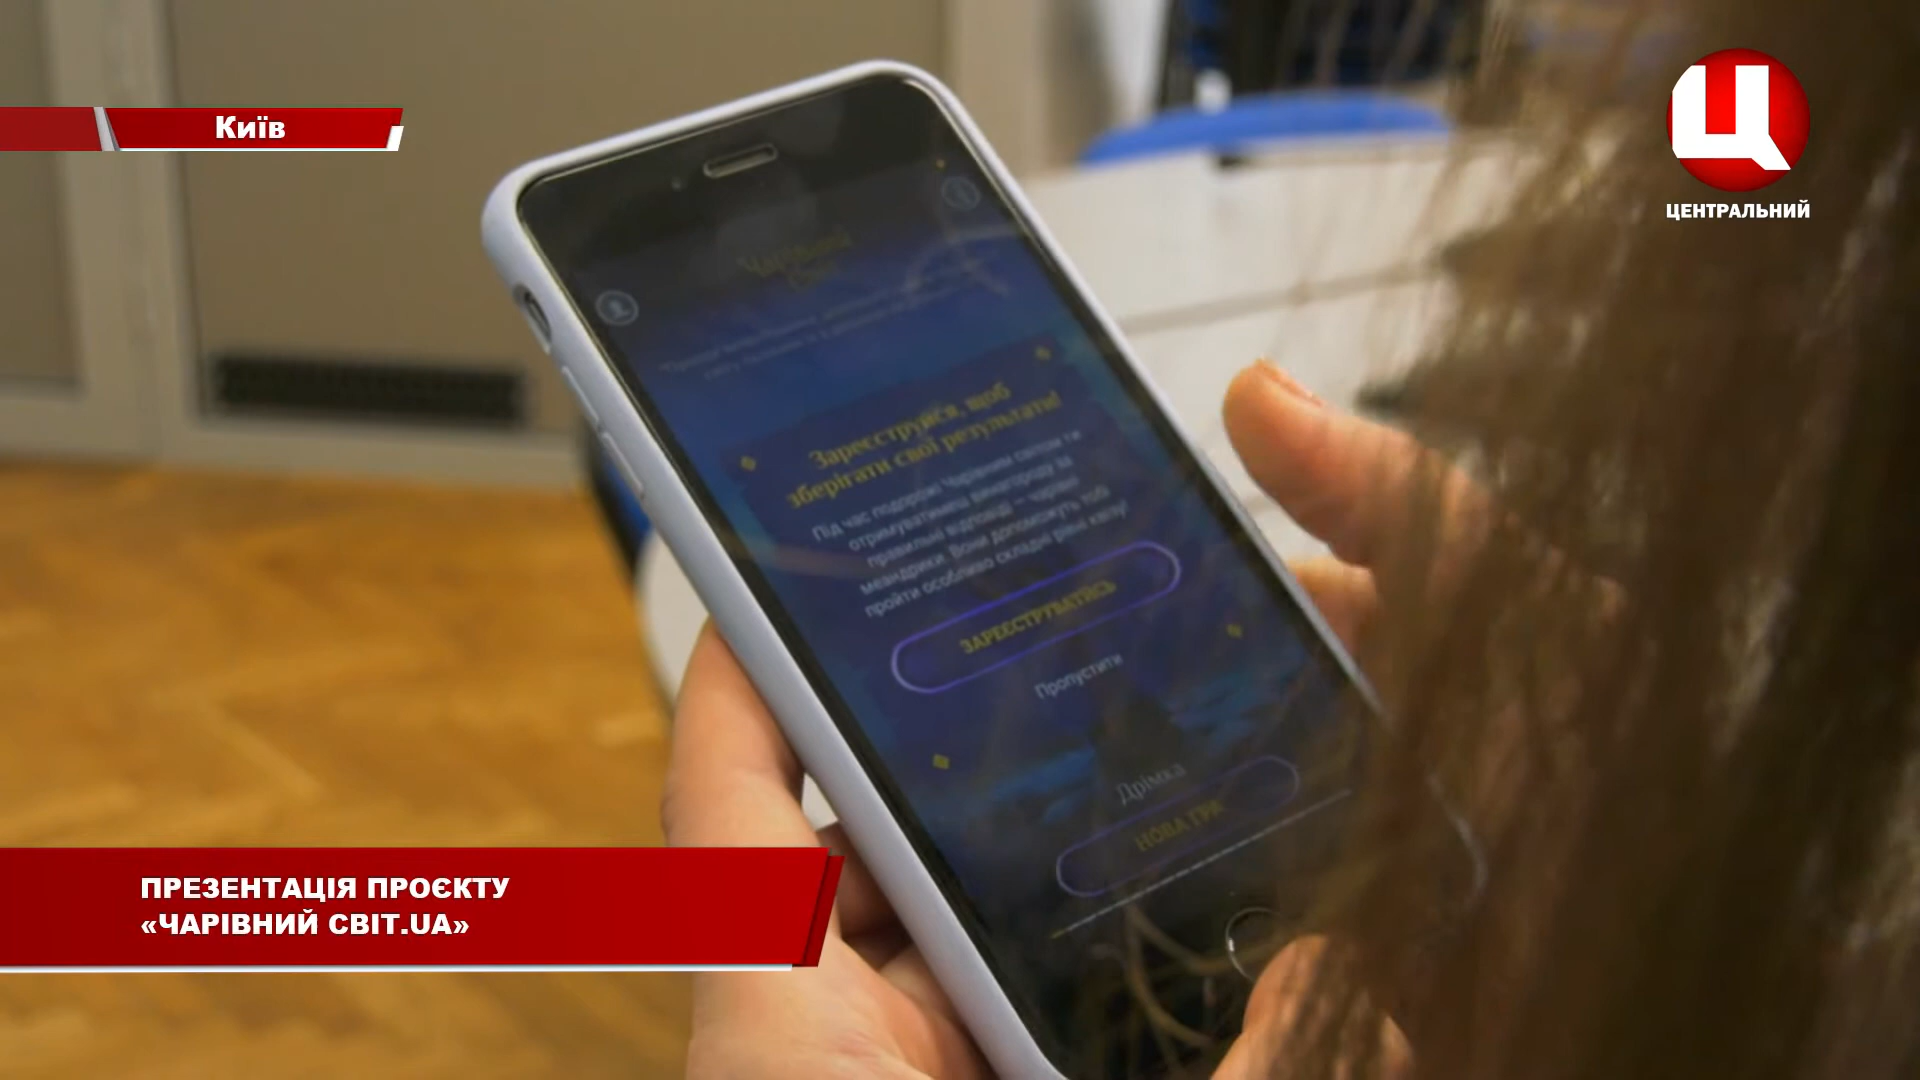 Київ
Ц
ЦЕНТРАЛЬНИЙ
Зареєструйся, щоб
зберігати свої результати!
Під час подорожі Чарівним світом ти
отримуватимеш винагороду за
правильні відповіді — чарівні
мандрики. Вони допоможуть тобі
пройти особливо складні рівні квізу!
ЗАРЕЄСТРУВАТИСЬ
Пропустити
Дрімка
НОВА ГРА
ПРЕЗЕНТАЦІЯ ПРОЄКТУ
«ЧАРІВНИЙ СВІТ.UA»